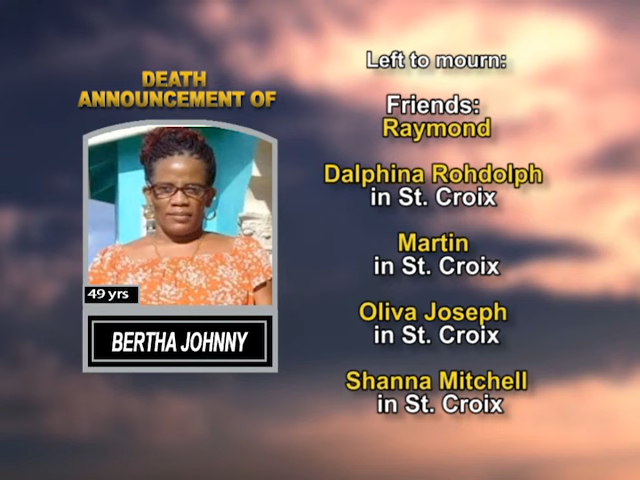 DEATH
ANNOUNCEMENT OF
49 yrs
BERTHA JOHNNY
Left to mourn:
Friends:
Raymond
Dalphina Rohdolph
in St. Croix
Martin
in St. Croix
Oliva Joseph
in St. Croix
Shanna Mitchell
in St. Croix